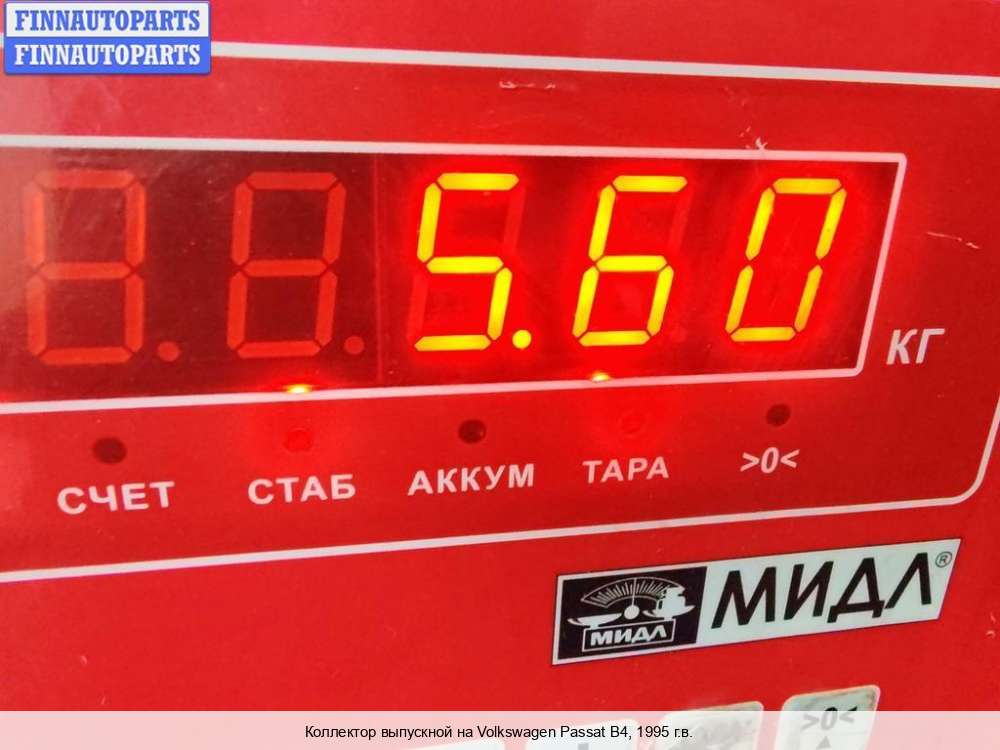 FINNAUTOPARTS
FINNAUTOPARTS
5.60
КГ
СЧЕТ СТАБ АККУМ ТАРА >0<
МИДЛ МИДЛ®
>0<
Коллектор выпускной на Volkswagen Passat B4, 1995 г.в.